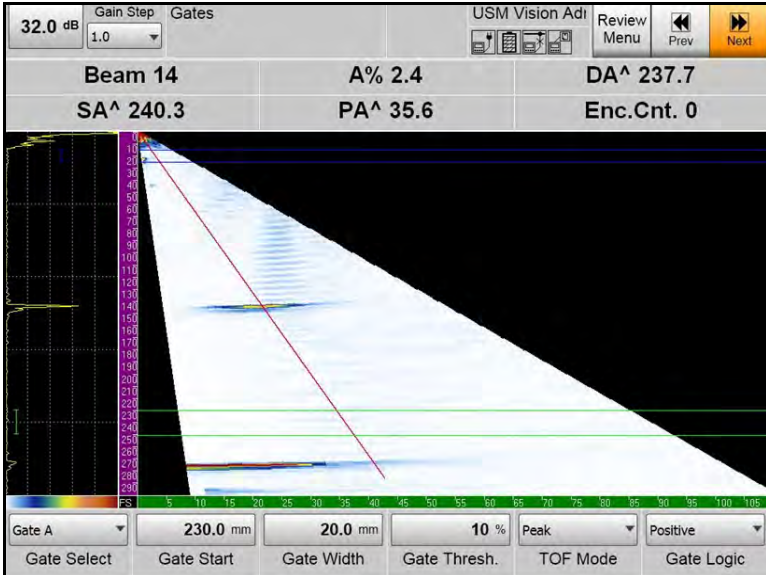 32.0 dB
Gain Step
1.0
Gates
USM Vision Adı
Review Menu
Prev
Next
Beam 14
A% 2.4
DA^ 237.7
SA^ 240.3
PA^ 35.6
Enc.Cnt. 0
0
10
20
30
40
50
60
70
80
90
100
110
120
130
140
150
160
170
180
190
200
210
220
230
240
250
260
270
280
290
FS 5 10 15 20 25 30 35 40 45 50 55 60 65 70 75 80 85 90 95 100 105
Gate A
230.0 mm
20.0 mm
10 %
Peak
Positive
Gate Select
Gate Start
Gate Width
Gate Thresh.
TOF Mode
Gate Logic